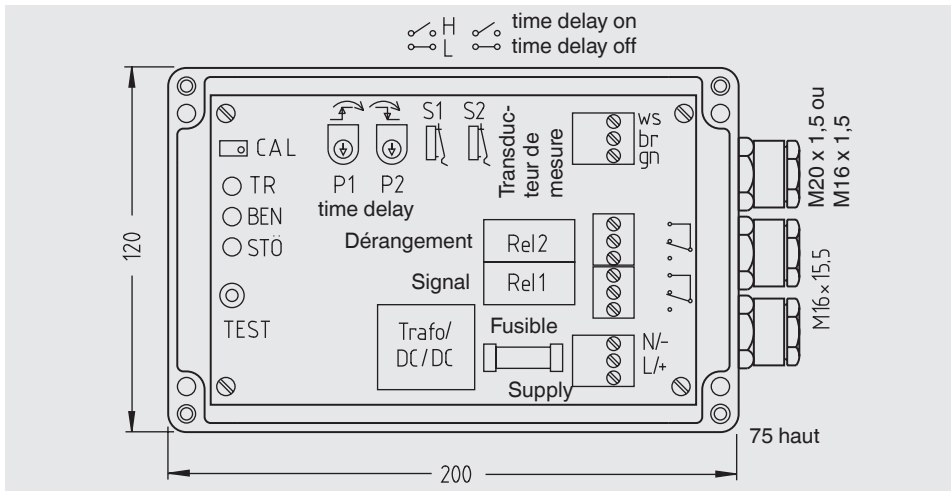 H time delay on
L time delay off
S1 S2
Transduc-
teur de
mesure
ws
br
gn
CAL
TR
BEN
STÖ
P1 P2
time delay
Dérangement
Rel2
Signal
Rel1
TEST
Trafo/
DC/DC
Fusible
N/-
L/+
Supply
M20 x 1,5 ou
M16 x 1,5
M16×15.5
120
75 haut
200